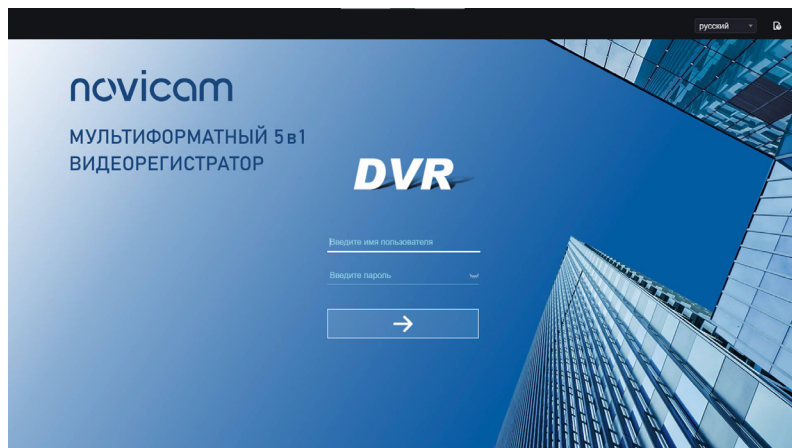 русский
novicam
МУЛЬТИФОРМАТНЫЙ 5в1
ВИДЕОРЕГИСТРАТОР
DVR
Введите имя пользователя
Введите пароль